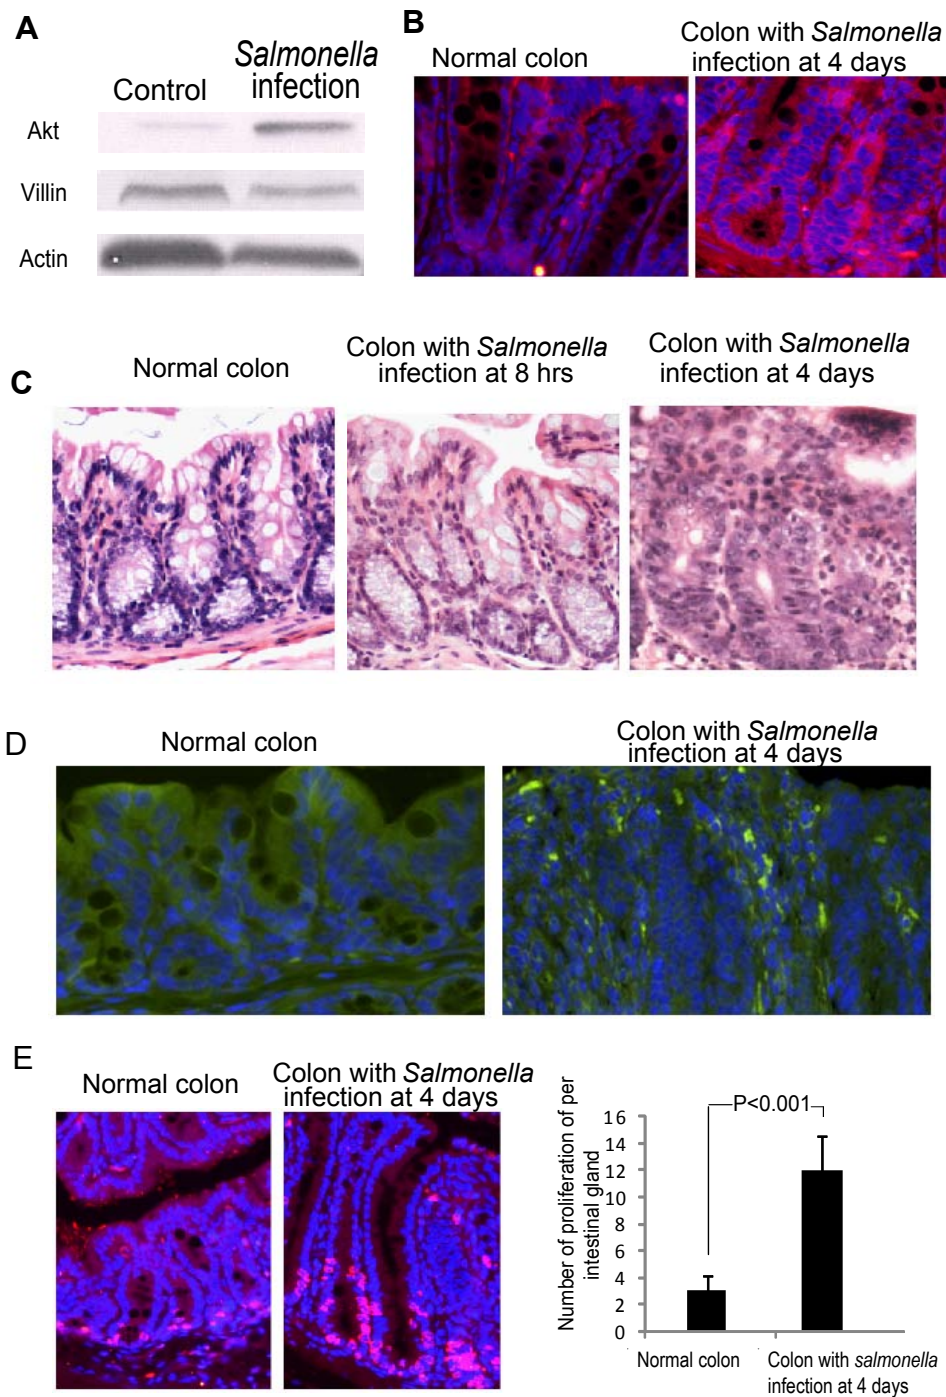 A
Control
Salmonella
infection
Akt
Villin
Actin
B
Normal colon
Colon with Salmonella
infection at 4 days
C
Normal colon
Colon with Salmonella
infection at 8 hrs
Colon with Salmonella
infection at 4 days
D
Normal colon
Colon with Salmonella
infection at 4 days
E
Normal colon
Colon with Salmonella
infection at 4 days
Number of proliferation of per
intestinal gland
P<0.001
16
14
12
10
8
6
4
2
0
Normal colon
Colon with salmonella
infection at 4 days